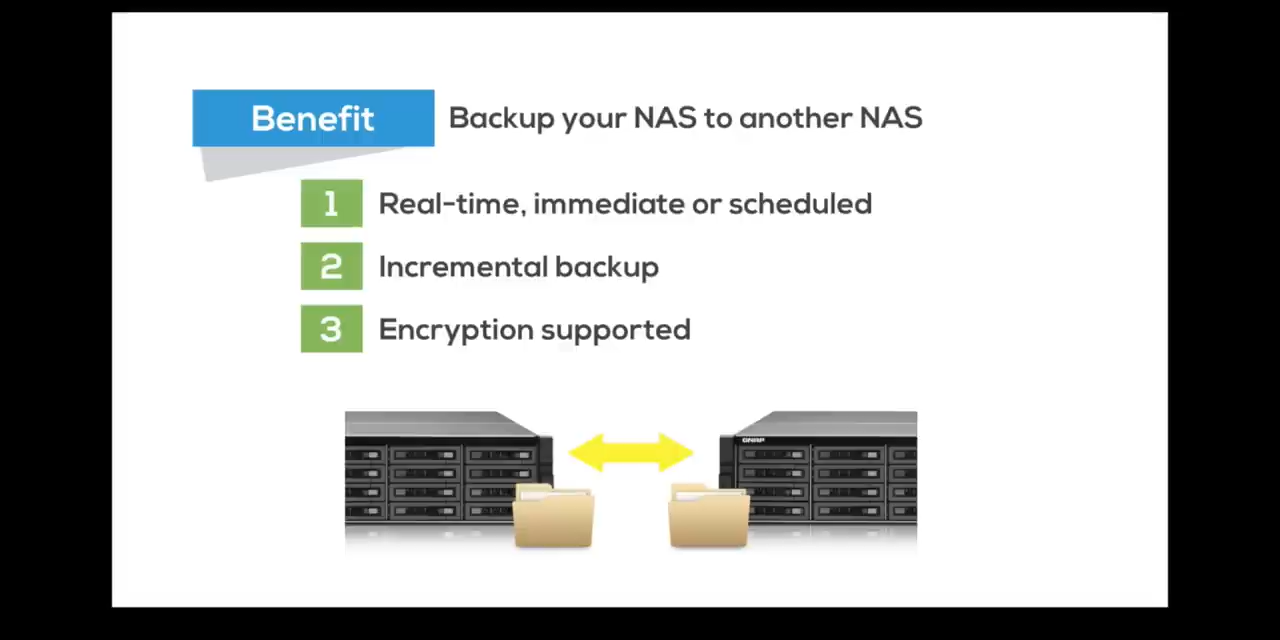 Benefit Backup your NAS to another NAS
1 Real-time, immediate or scheduled
2 Incremental backup
3 Encryption supported
QNAP